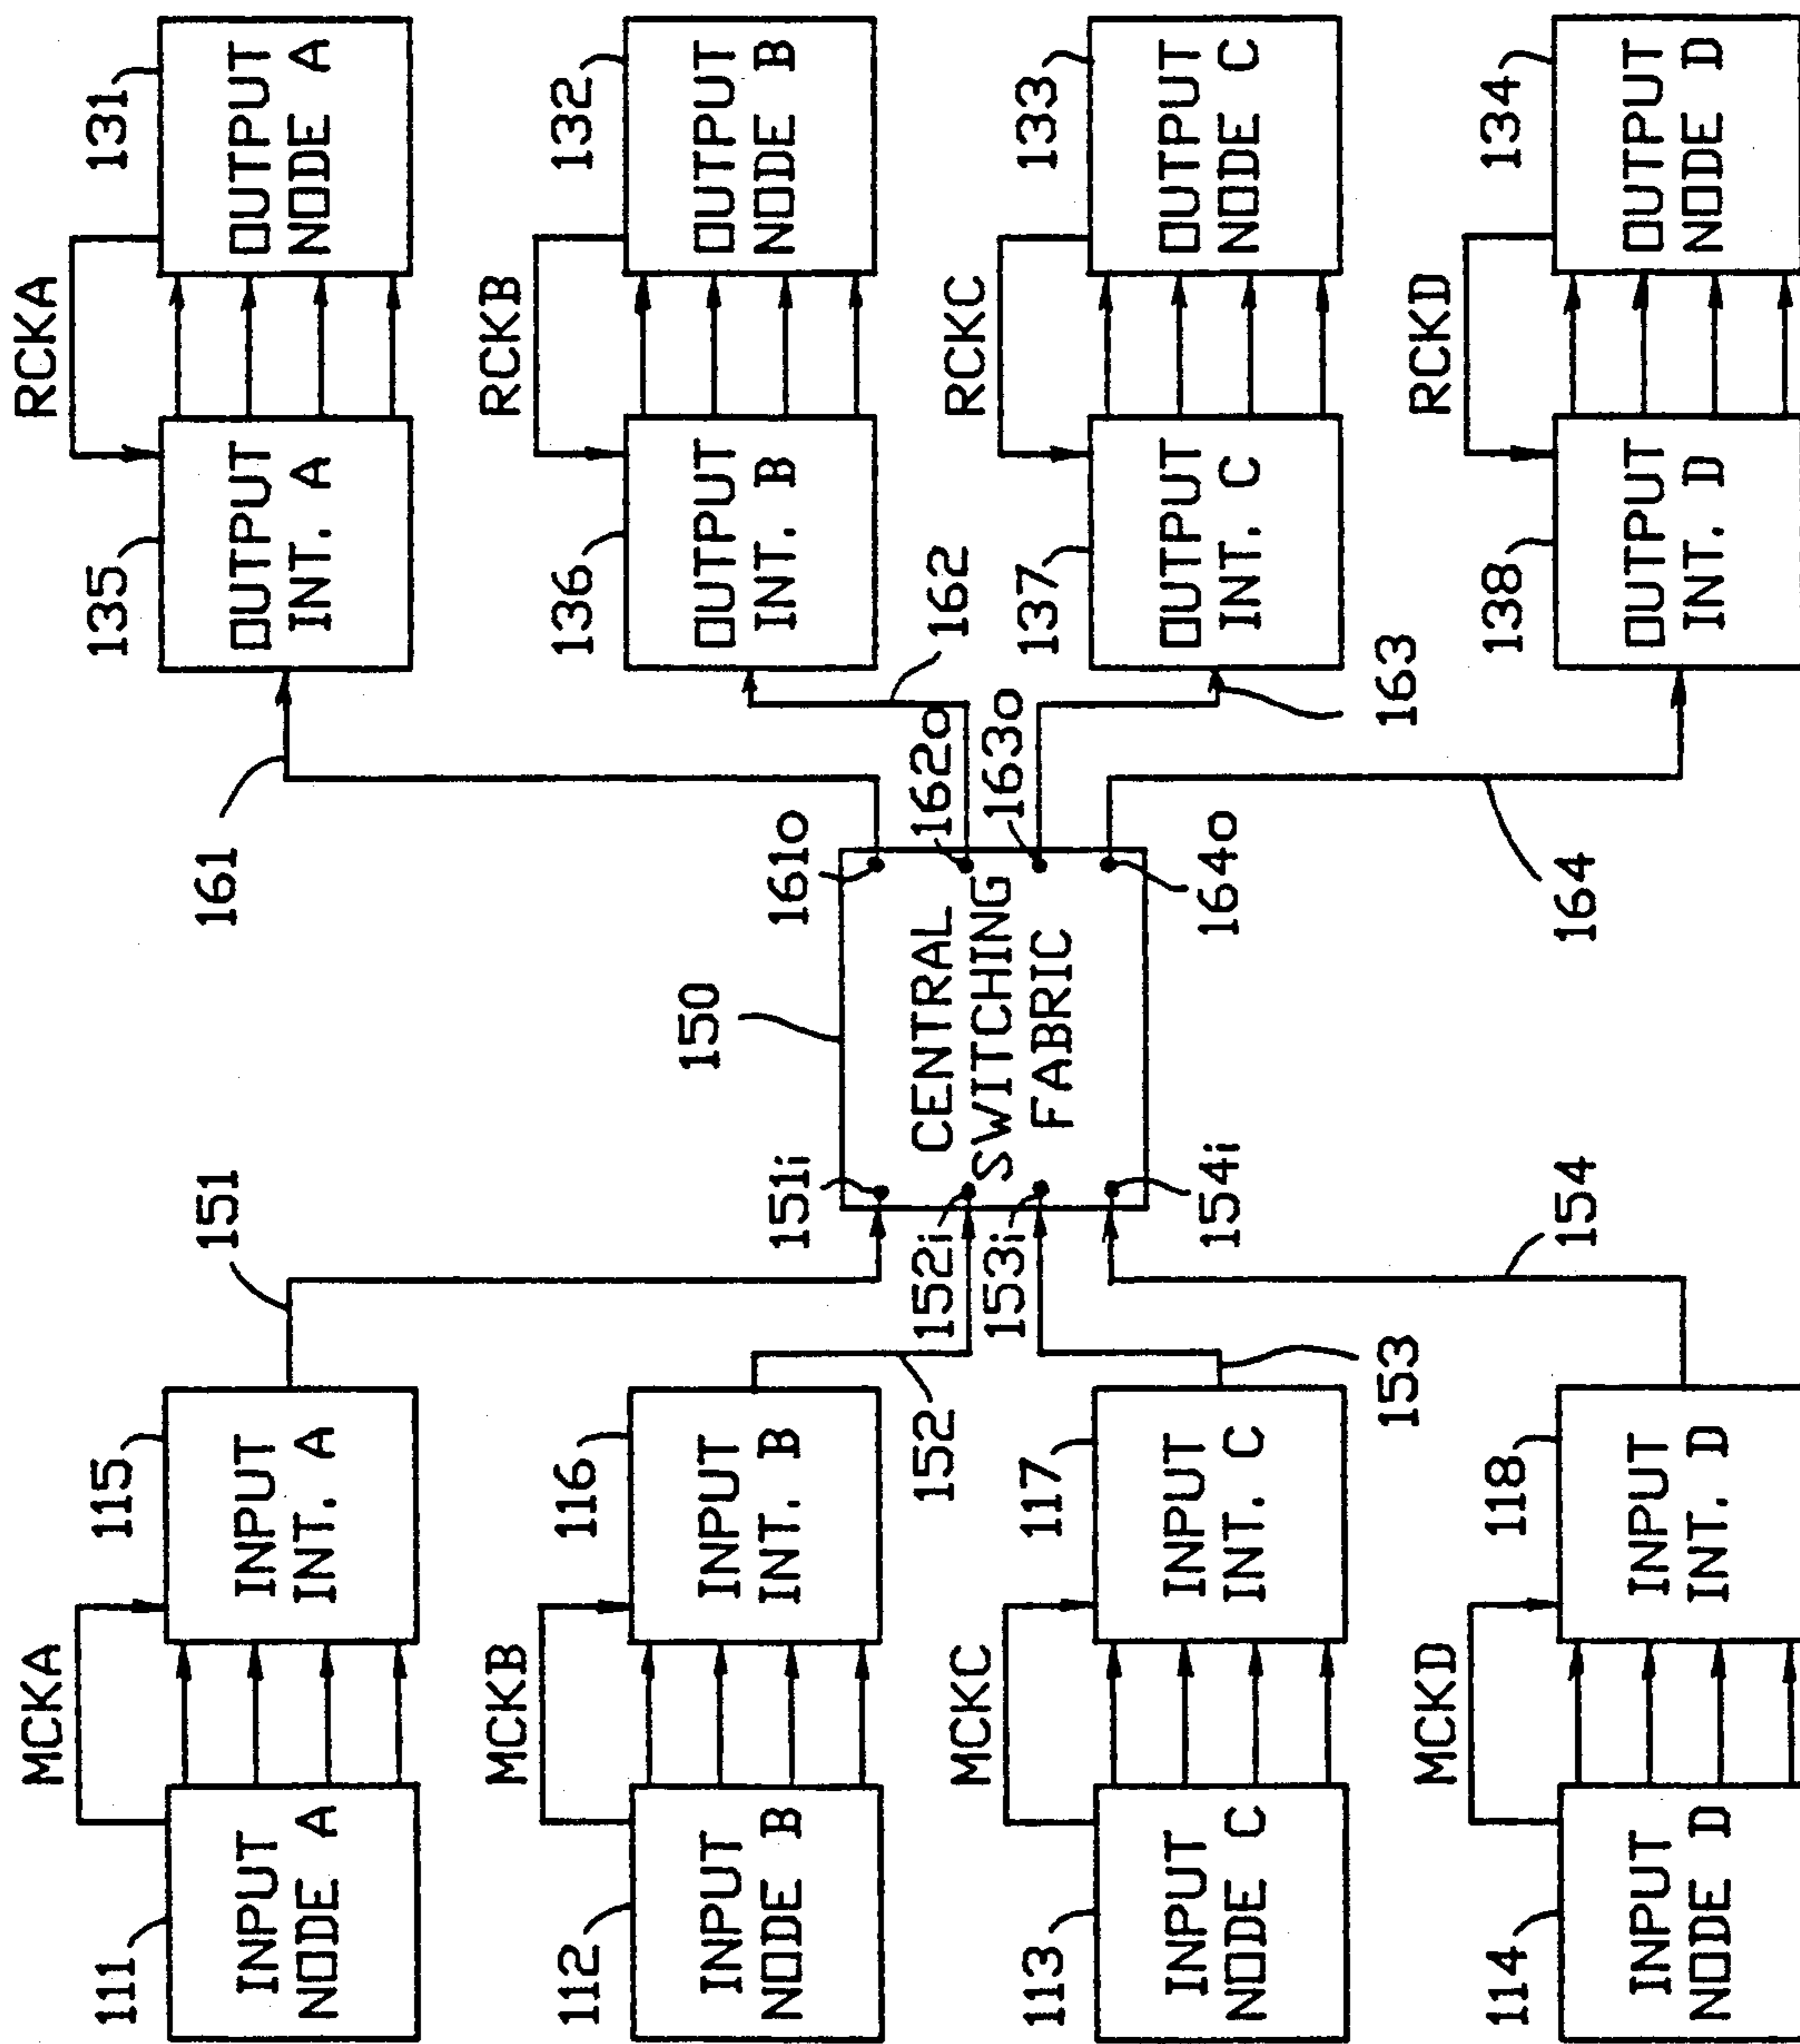 MCKA
RCKA
111
115
151
161
135
131
INPUT
NODE A
INPUT
INT. A
OUTPUT
INT. A
OUTPUT
NODE A
MCKB
RCKB
112
116
136
132
INPUT
NODE B
INPUT
INT. B
OUTPUT
INT. B
OUTPUT
NODE B
150
151i
161o
152
152i
162o
162
CENTRAL
SWITCHING
FABRIC
153i
163o
154i
164o
MCKC
RCKC
113
117
137
133
INPUT
NODE C
INPUT
INT. C
OUTPUT
INT. C
OUTPUT
NODE C
153
163
MCKD
RCKD
114
118
154
164
138
134
INPUT
NODE D
INPUT
INT. D
OUTPUT
INT. D
OUTPUT
NODE D